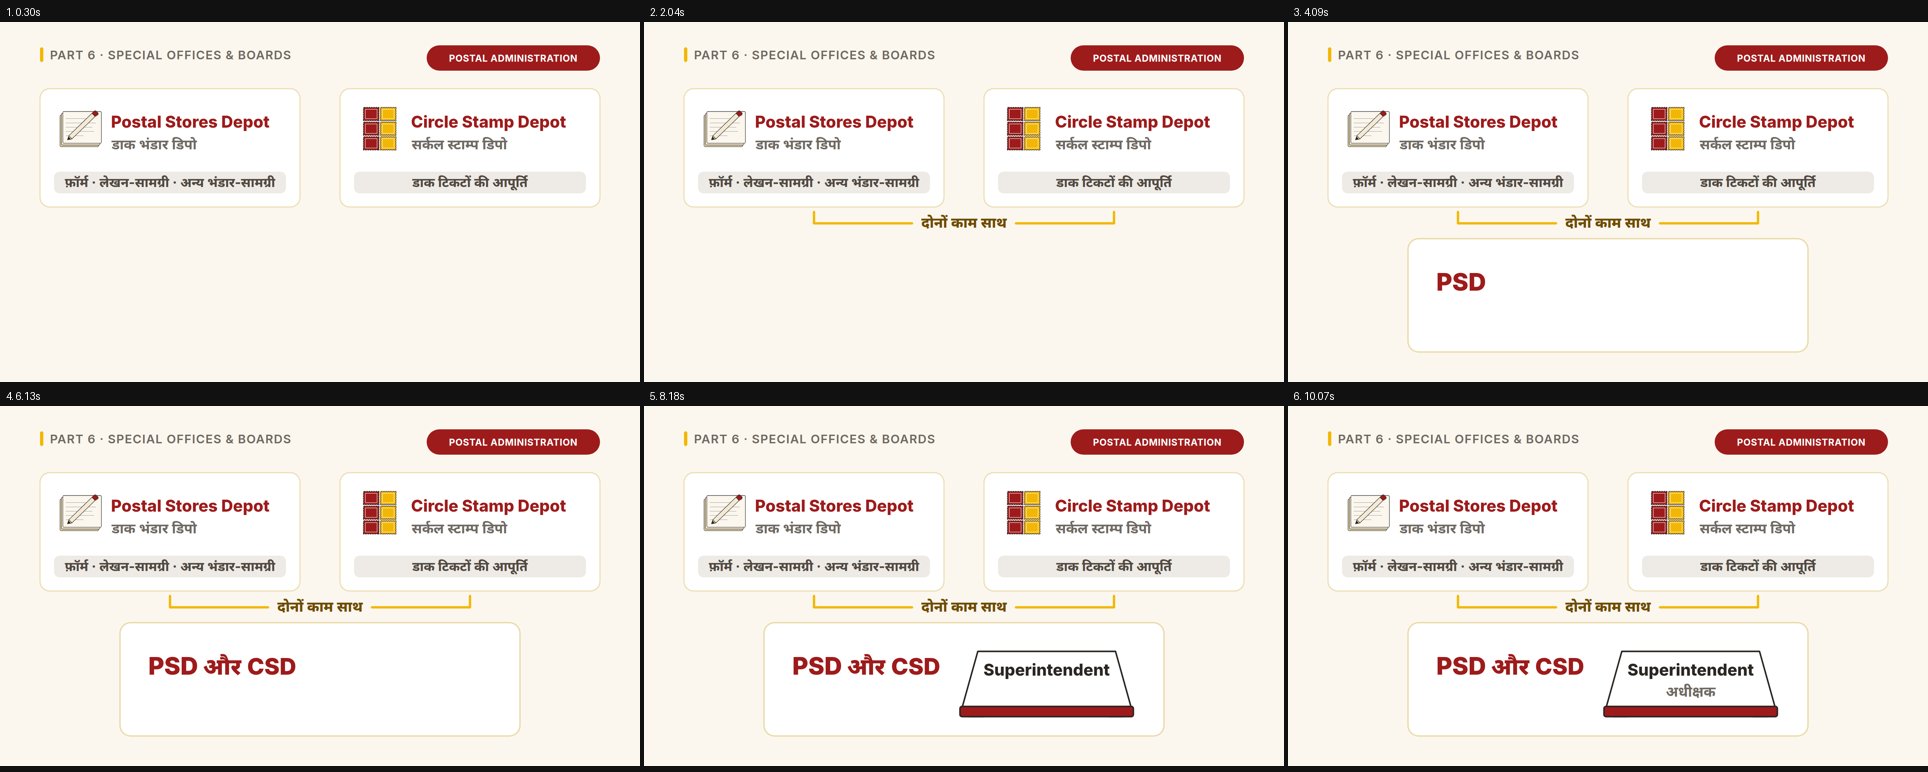 1. 0.30s
PART 6 · SPECIAL OFFICES & BOARDS
POSTAL ADMINISTRATION
Postal Stores Depot
डाक भंडार डिपो
फ़ॉर्म · लेखन-सामग्री · अन्य भंडार-सामग्री
Circle Stamp Depot
सर्कल स्टाम्प डिपो
डाक टिकटों की आपूर्ति
2. 2.04s
PART 6 · SPECIAL OFFICES & BOARDS
POSTAL ADMINISTRATION
Postal Stores Depot
डाक भंडार डिपो
फ़ॉर्म · लेखन-सामग्री · अन्य भंडार-सामग्री
Circle Stamp Depot
सर्कल स्टाम्प डिपो
डाक टिकटों की आपूर्ति
दोनों काम साथ
3. 4.09s
PART 6 · SPECIAL OFFICES & BOARDS
POSTAL ADMINISTRATION
Postal Stores Depot
डाक भंडार डिपो
फ़ॉर्म · लेखन-सामग्री · अन्य भंडार-सामग्री
Circle Stamp Depot
सर्कल स्टाम्प डिपो
डाक टिकटों की आपूर्ति
दोनों काम साथ
PSD
4. 6.13s
PART 6 · SPECIAL OFFICES & BOARDS
POSTAL ADMINISTRATION
Postal Stores Depot
डाक भंडार डिपो
फ़ॉर्म · लेखन-सामग्री · अन्य भंडार-सामग्री
Circle Stamp Depot
सर्कल स्टाम्प डिपो
डाक टिकटों की आपूर्ति
दोनों काम साथ
PSD और CSD
5. 8.18s
PART 6 · SPECIAL OFFICES & BOARDS
POSTAL ADMINISTRATION
Postal Stores Depot
डाक भंडार डिपो
फ़ॉर्म · लेखन-सामग्री · अन्य भंडार-सामग्री
Circle Stamp Depot
सर्कल स्टाम्प डिपो
डाक टिकटों की आपूर्ति
दोनों काम साथ
PSD और CSD
Superintendent
6. 10.07s
PART 6 · SPECIAL OFFICES & BOARDS
POSTAL ADMINISTRATION
Postal Stores Depot
डाक भंडार डिपो
फ़ॉर्म · लेखन-सामग्री · अन्य भंडार-सामग्री
Circle Stamp Depot
सर्कल स्टाम्प डिपो
डाक टिकटों की आपूर्ति
दोनों काम साथ
PSD और CSD
Superintendent
अधीक्षक